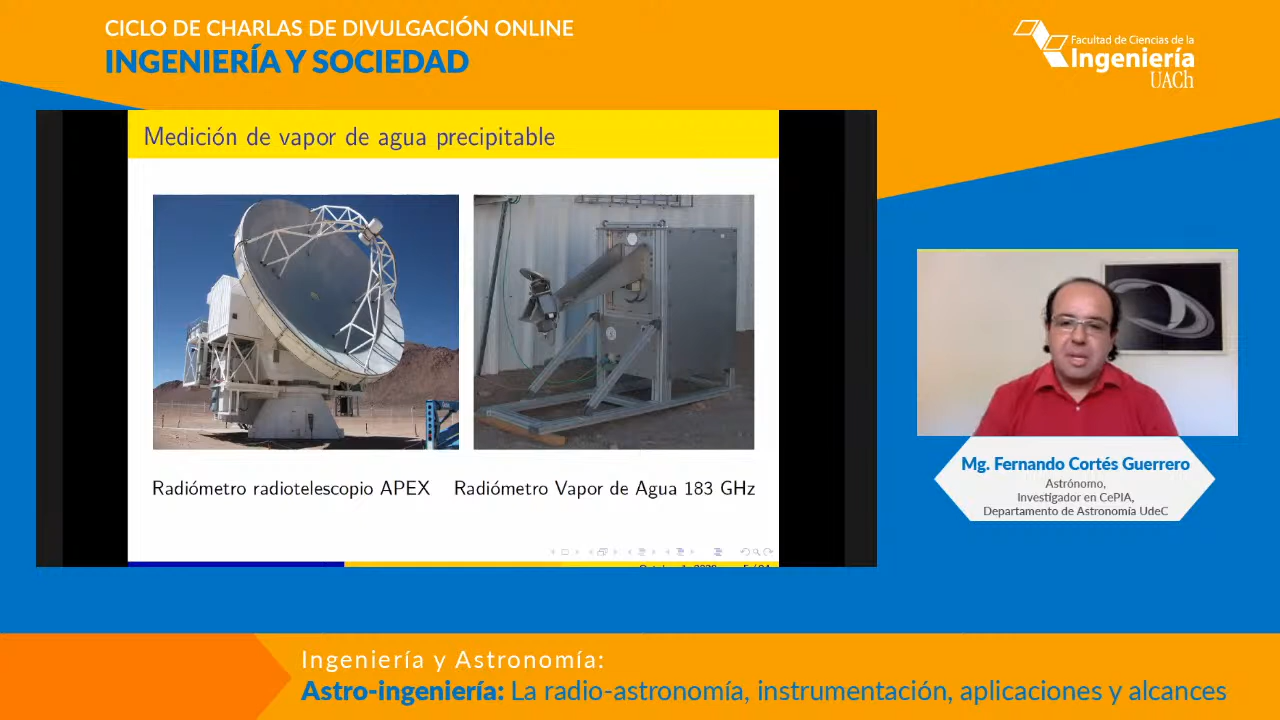 CICLO DE CHARLAS DE DIVULGACIÓN ONLINE
INGENIERÍA Y SOCIEDAD
Facultad de Ciencias de la
Ingeniería
UACh
Medición de vapor de agua precipitable
Radiómetro radiotelescopio APEX
Radiómetro Vapor de Agua 183 GHz
Mg. Fernando Cortés Guerrero
Astrónomo,
Investigador en CePIA,
Departamento de Astronomía UdeC
Ingeniería y Astronomía:
Astro-ingeniería: La radio-astronomía, instrumentación, aplicaciones y alcances